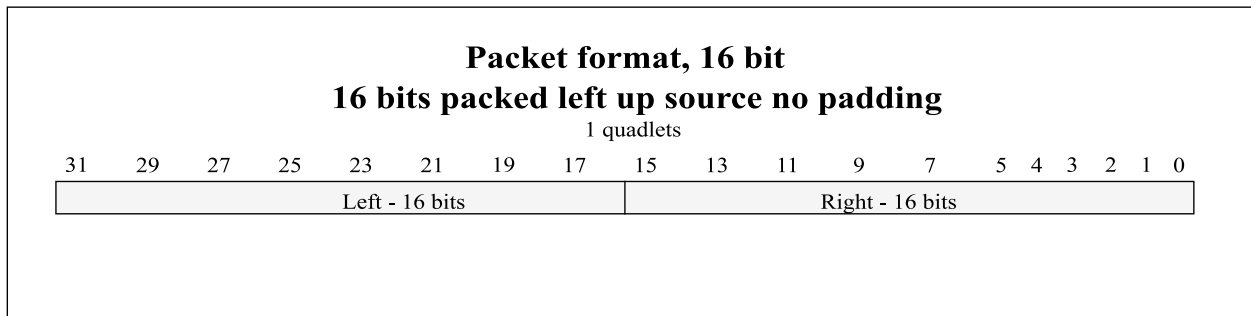 Packet format, 16 bit
16 bits packed left up source no padding
1 quadlets
31 29 27 25 23 21 19 17 15 13 11 9 7 5 4 3 2 1 0
Left - 16 bits Right - 16 bits